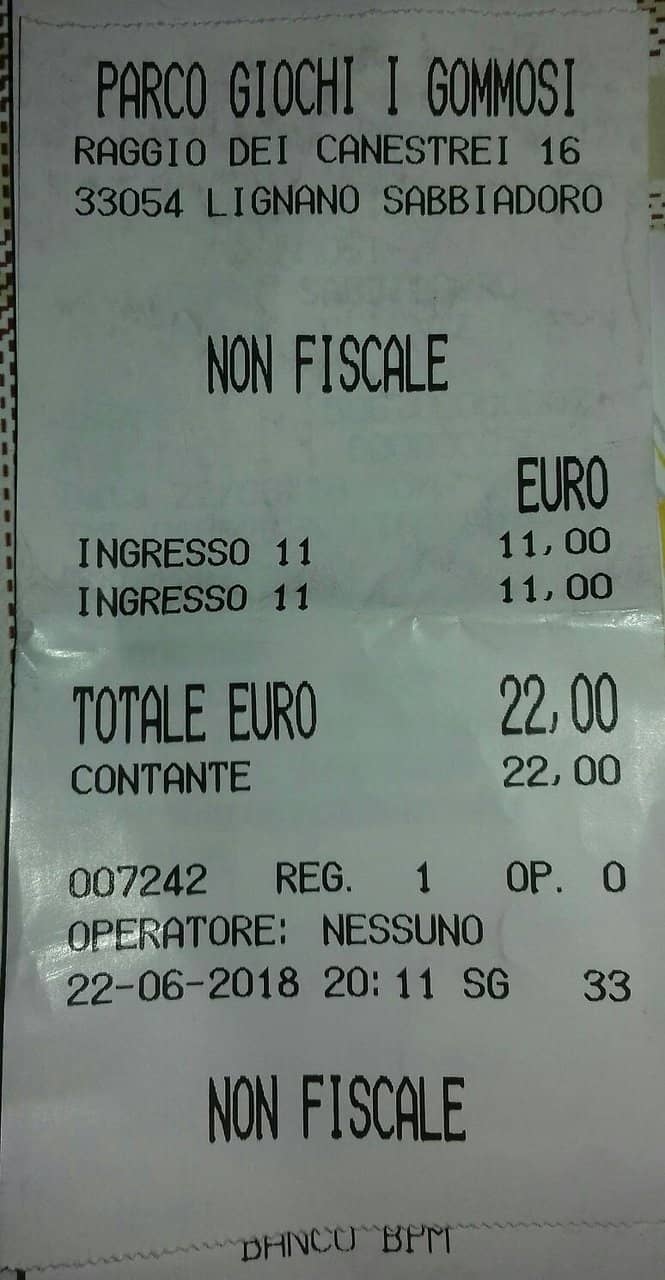 PARCO GIOCHI I GOMMOSI
RAGGIO DEI CANESTREI 16
33054 LIGNANO SABBIADORO
NON FISCALE
EURO
INGRESSO 11 11,00
INGRESSO 11 11,00
TOTALE EURO 22,00
CONTANTE 22,00
007242 REG. 1 OP. 0
OPERATORE: NESSUNO
22-06-2018 20:11 SG 33
NON FISCALE
BANCO BPM